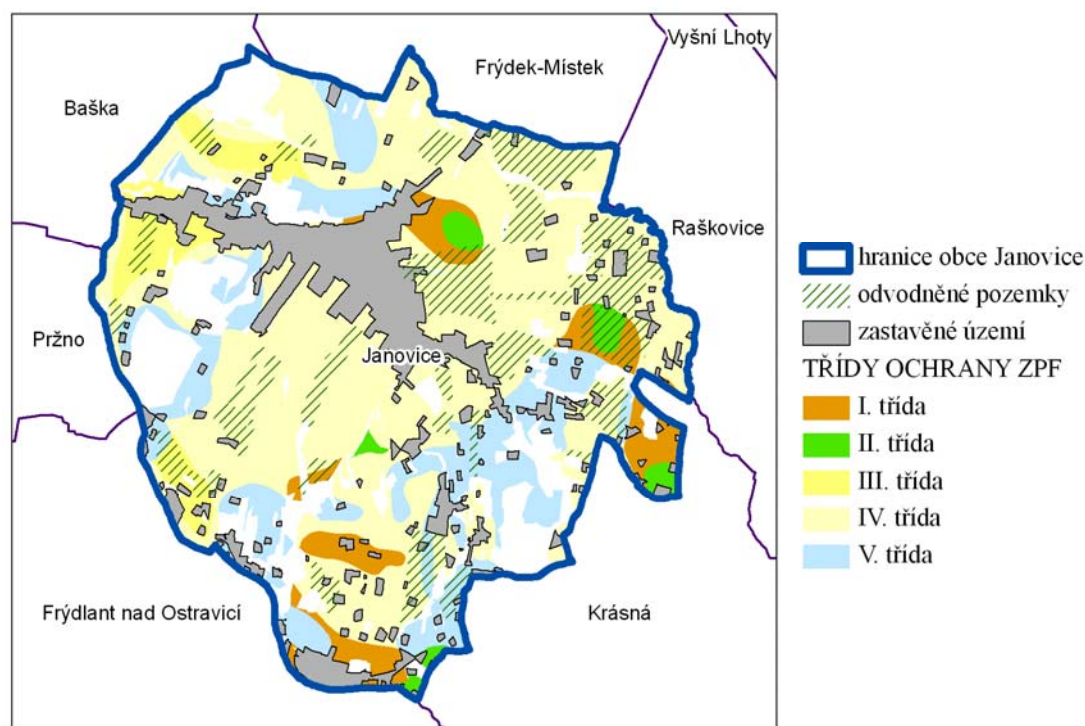 Vyšní Lhoty
Frýdek-Místek
Baška
Raškovice
Pržno
Janovice
Frýdlant nad Ostravicí
Krásná
hranice obce Janovice
odvodněné pozemky
zastavěné území
TŘÍDY OCHRANY ZPF
I. třída
II. třída
III. třída
IV. třída
V. třída